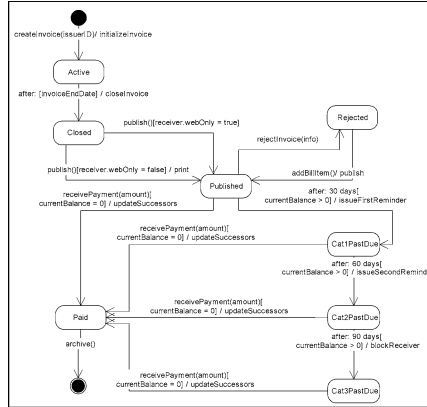 createInvoice(issuerID)/ initializeInvoice
Active
after: [invoiceEndDate] / closeInvoice
Closed
publish()[receiver.webOnly = true]
Rejected
rejectInvoice(info)
publish()[receiver.webOnly = false] / print
addBillItem()/ publish
Published
receivePayment(amount)[
currentBalance = 0] / updateSuccessors
after: 30 days[
currentBalance > 0] / issueFirstReminder
receivePayment(amount)[
currentBalance = 0] / updateSuccessors
Cat1PastDue
after: 60 days[
currentBalance > 0] / issueSecondRemind
receivePayment(amount)[
currentBalance = 0] / updateSuccessors
Paid
Cat2PastDue
archive()
after: 90 days[
currentBalance > 0] / blockReceiver
receivePayment(amount)[
currentBalance = 0] / updateSuccessors
Cat3PastDue